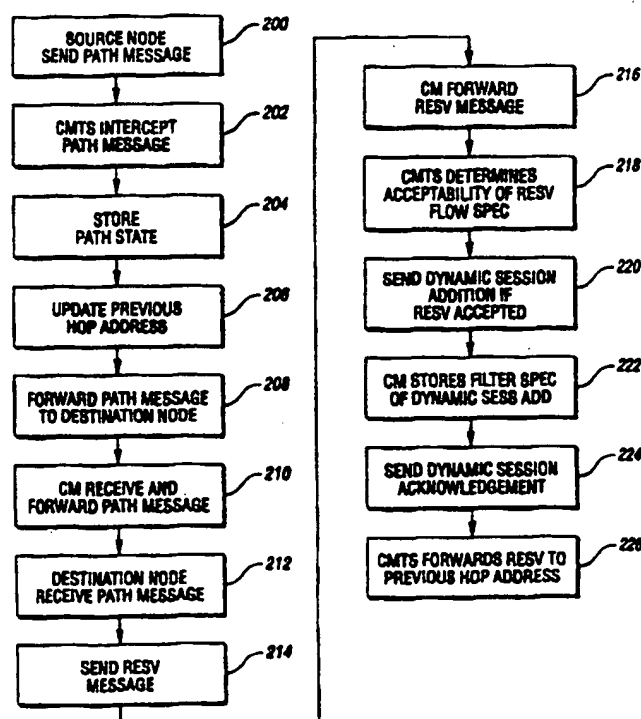 200
SOURCE NODE
SEND PATH MESSAGE
202
CMTS INTERCEPT
PATH MESSAGE
204
STORE
PATH STATE
206
UPDATE PREVIOUS
HOP ADDRESS
208
FORWARD PATH MESSAGE
TO DESTINATION NODE
210
CM RECEIVE AND
FORWARD PATH MESSAGE
212
DESTINATION NODE
RECEIVE PATH MESSAGE
214
SEND RESV
MESSAGE
216
CM FORWARD
RESV MESSAGE
218
CMTS DETERMINES
ACCEPTABILITY OF RESV
FLOW SPEC
220
SEND DYNAMIC SESSION
ADDITION IF
RESV ACCEPTED
222
CM STORES FILTER SPEC
OF DYNAMIC SESS ADD
224
SEND DYNAMIC SESSION
ACKNOWLEDGEMENT
226
CMTS FORWARDS RESV TO
PREVIOUS HOP ADDRESS